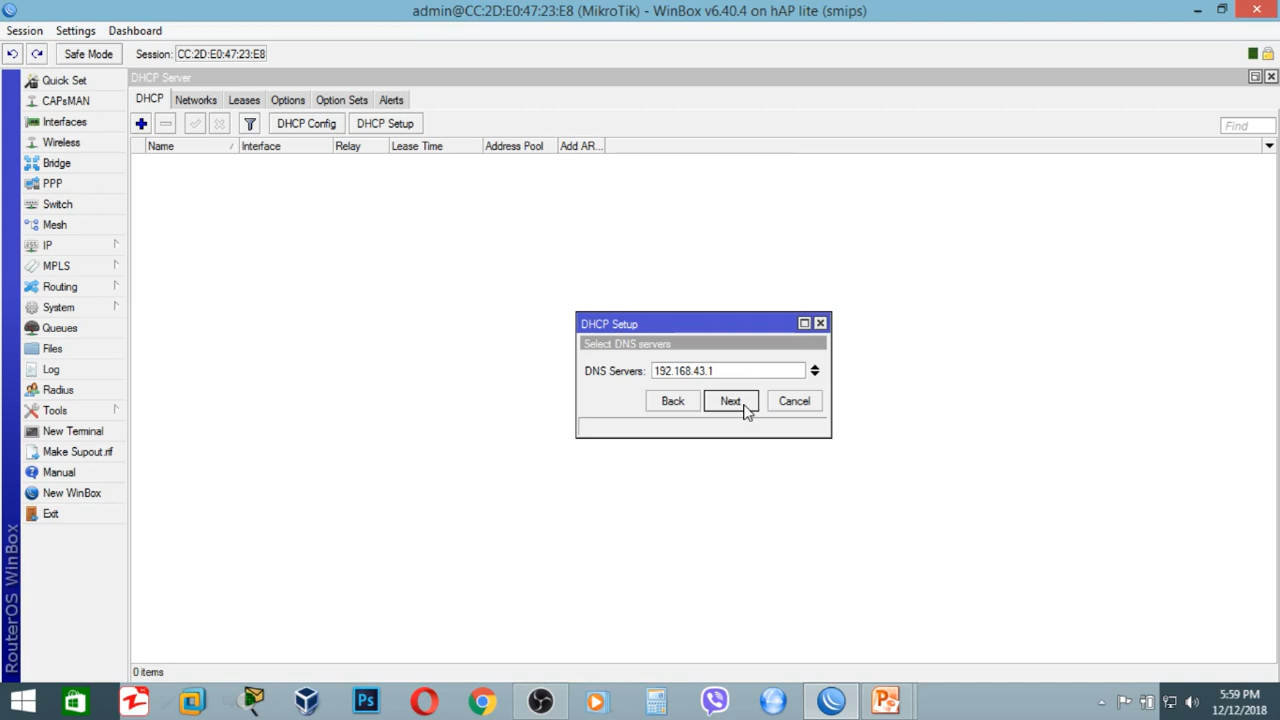 admin@CC:2D:E0:47:23:E8 (MikroTik) - WinBox v6.40.4 on hAP lite (smips)
Session Settings Dashboard
Safe Mode Session: CC:2D:E0:47:23:E8
DHCP Server
DHCP Networks Leases Options Option Sets Alerts
DHCP Config DHCP Setup Find
Name Interface Relay Lease Time Address Pool Add AR...
Quick Set
CAPsMAN
Interfaces
Wireless
Bridge
PPP
Switch
Mesh
IP
MPLS
Routing
System
Queues
Files
Log
Radius
Tools
New Terminal
Make Supout.rif
Manual
New WinBox
Exit
RouterOS WinBox
DHCP Setup
Select DNS servers
DNS Servers: 192.168.43.1
Back Next Cancel
0 items
Ps
5:59 PM
12/12/2018